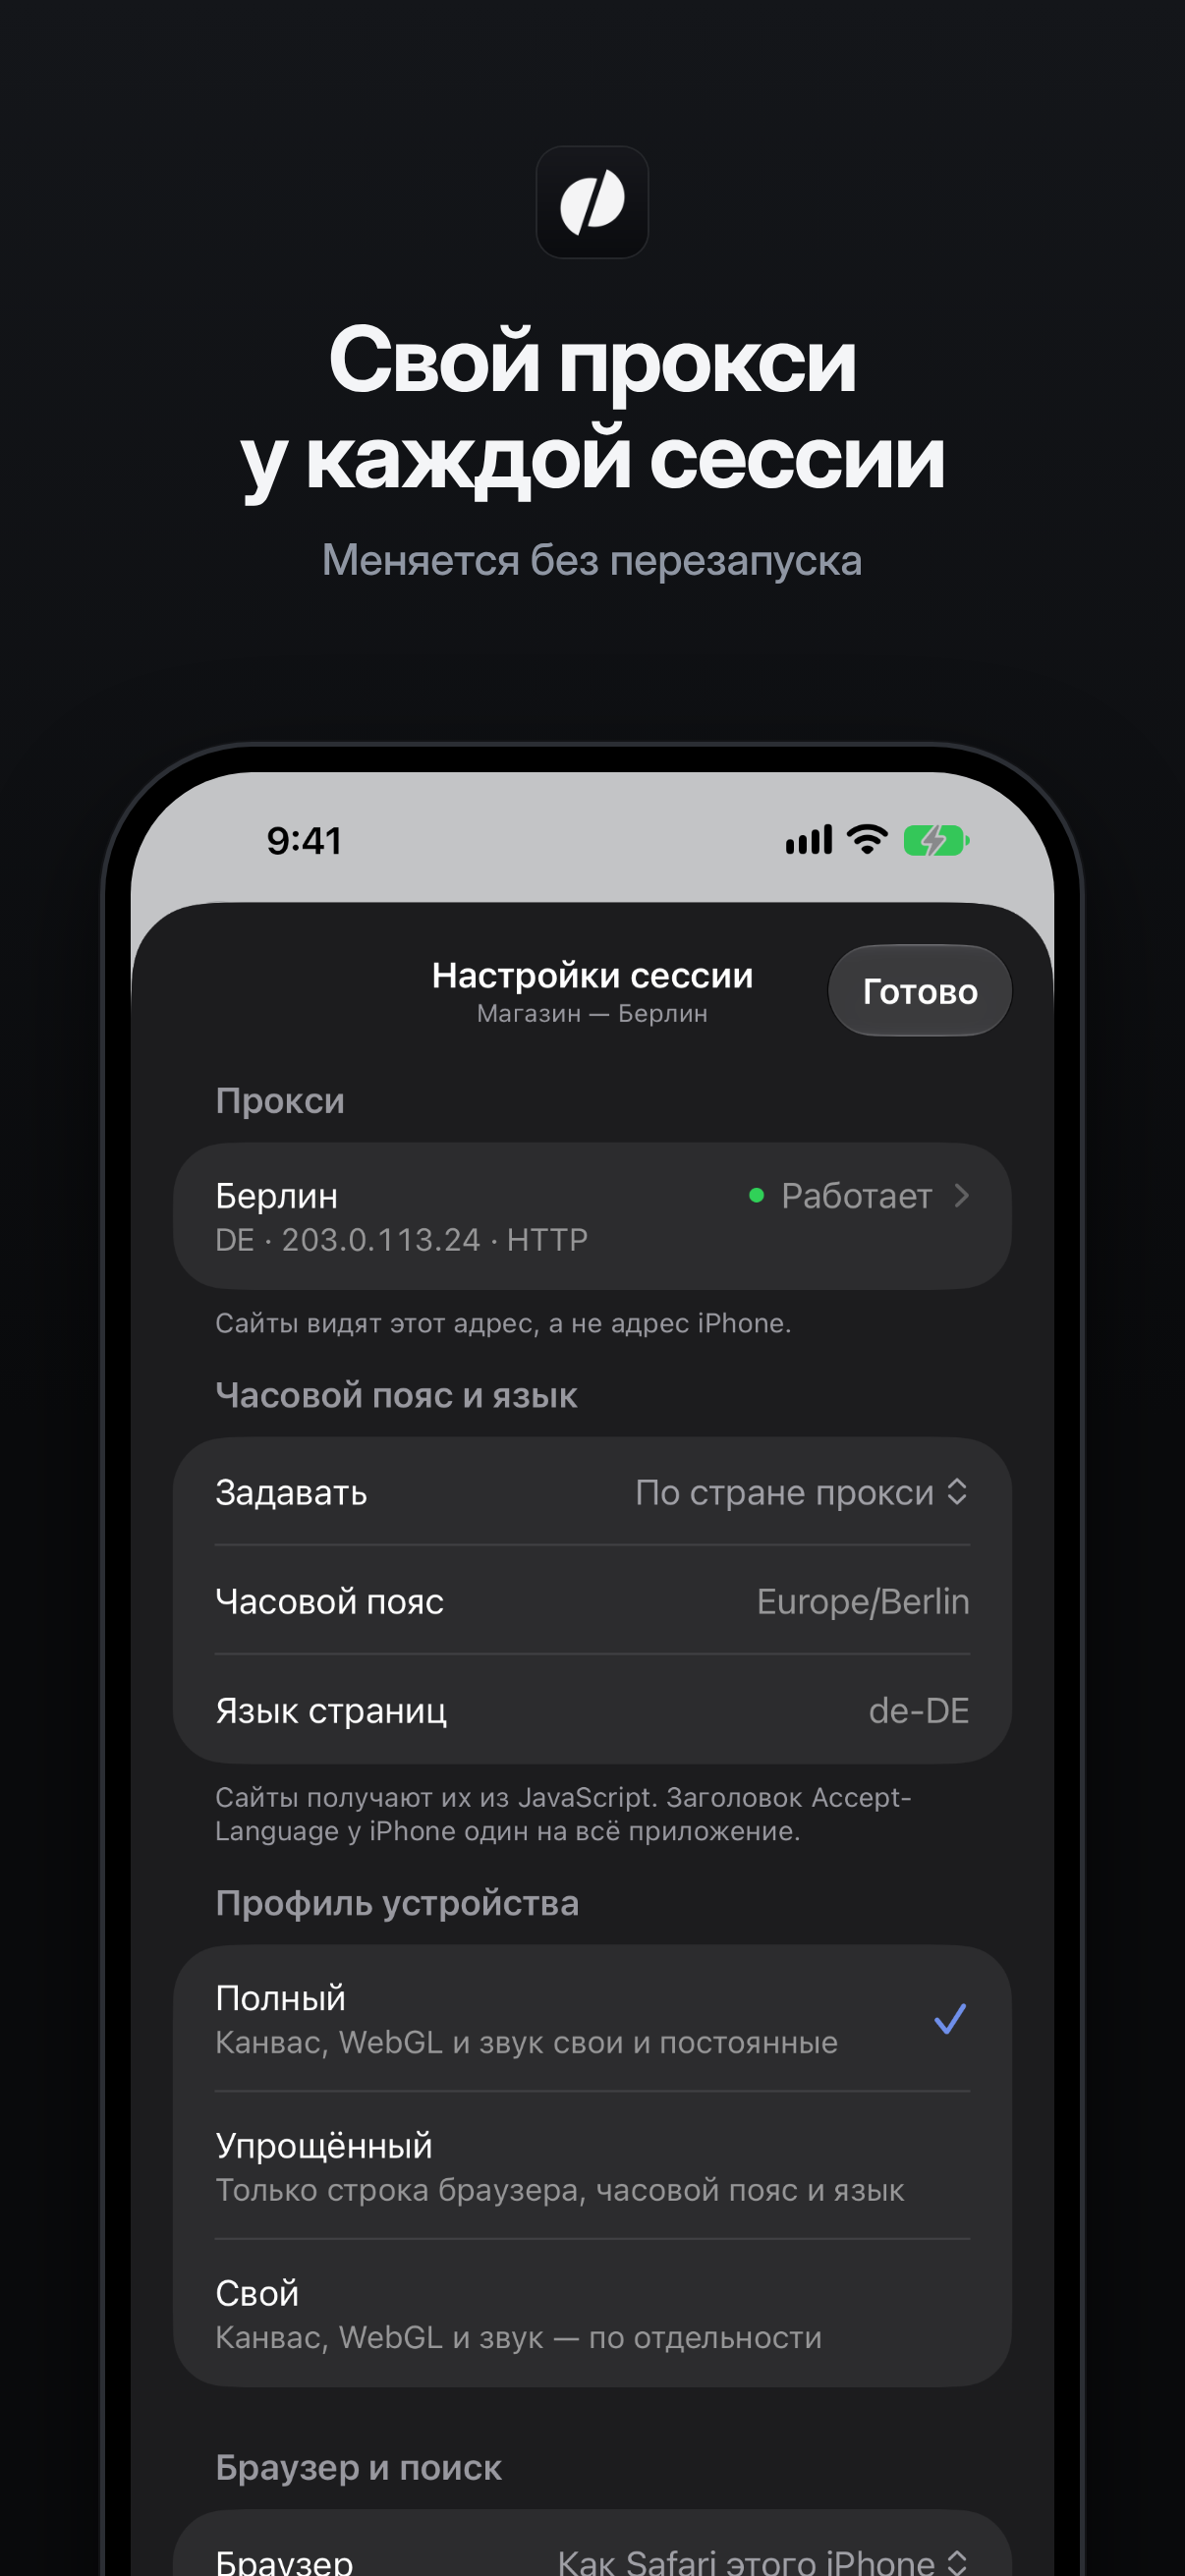 Свой прокси
у каждой сессии
Меняется без перезапуска
9:41
Настройки сессии
Магазин — Берлин
Готово
Прокси
Берлин
Работает
DE · 203.0.113.24 · HTTP
Сайты видят этот адрес, а не адрес iPhone.
Часовой пояс и язык
Задавать
По стране прокси
Часовой пояс
Europe/Berlin
Язык страниц
de-DE
Сайты получают их из JavaScript. Заголовок Accept-
Language у iPhone один на всё приложение.
Профиль устройства
Полный
Канвас, WebGL и звук свои и постоянные
Упрощённый
Только строка браузера, часовой пояс и язык
Свой
Канвас, WebGL и звук — по отдельности
Браузер и поиск
Браузер
Как Safari этого iPhone